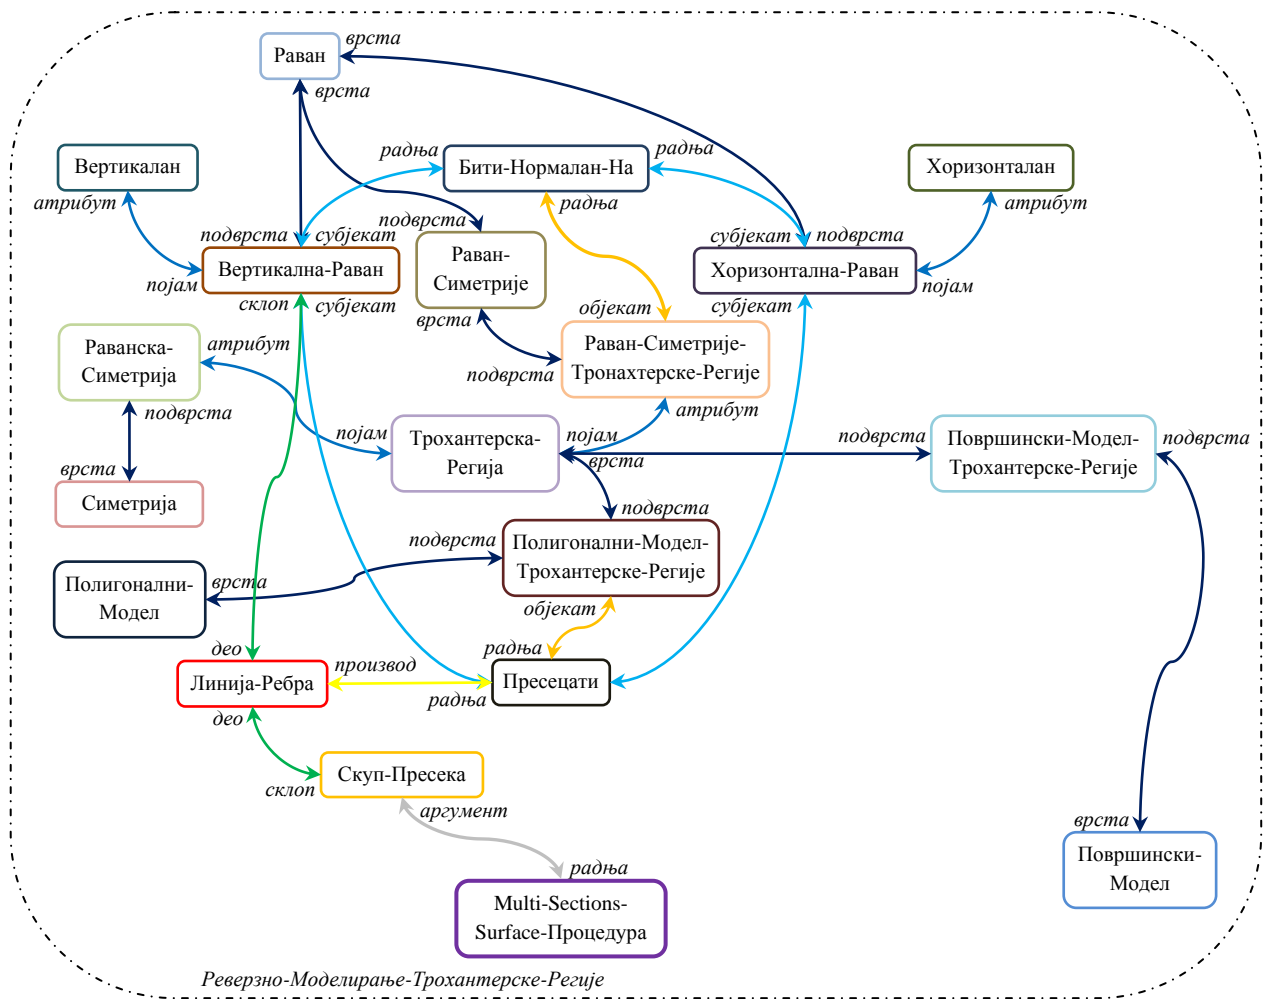 врста
Раван
врста
Вертикалан
радња
Бити-Нормалан-На
радња
Хоризонталан
атрибут
радња
атрибут
подврста
подврста
субјекат
субјекат
подврста
Вертикална-Раван
Раван-
Симетрије
Хоризонтална-Раван
појам
појам
склоп
субјекат
субјекат
врста
објекат
Раванска-
Симетрија
атрибут
Раван-Симетрије-
Тронахтерске-Регије
подврста
подврста
атрибут
појам
Трохантерска-
Регија
појам
врста
подврста
Површински-Модел-
Трохантерске-Регије
подврста
врста
Симетрија
подврста
подврста
Полигонални-Модел-
Трохантерске-Регије
Полигонални-
Модел
врста
објекат
део
производ
радња
Линија-Ребра
радња
Пресецати
део
Скуп-Пресека
склоп
аргумент
врста
Површински-
Модел
радња
Multi-Sections-
Surface-Процедура
Реверзно-Моделирање-Трохантерске-Регије